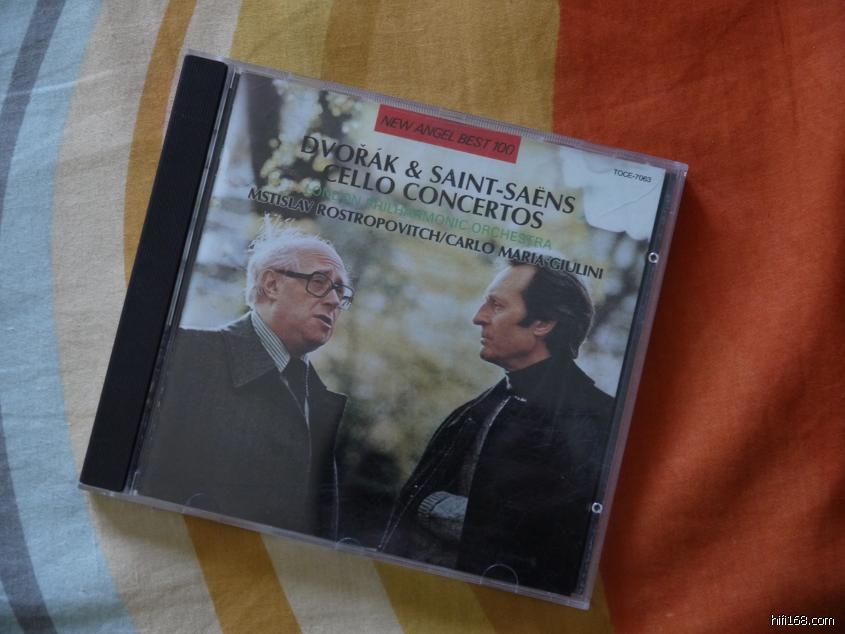 NEW ANGEL BEST 100
TOCE-7063
DVOŘÁK & SAINT-SAËNS
CELLO CONCERTOS
LONDON PHILHARMONIC ORCHESTRA
MSTISLAV ROSTROPOVITCH/CARLO MARIA GIULINI
hifi168.com